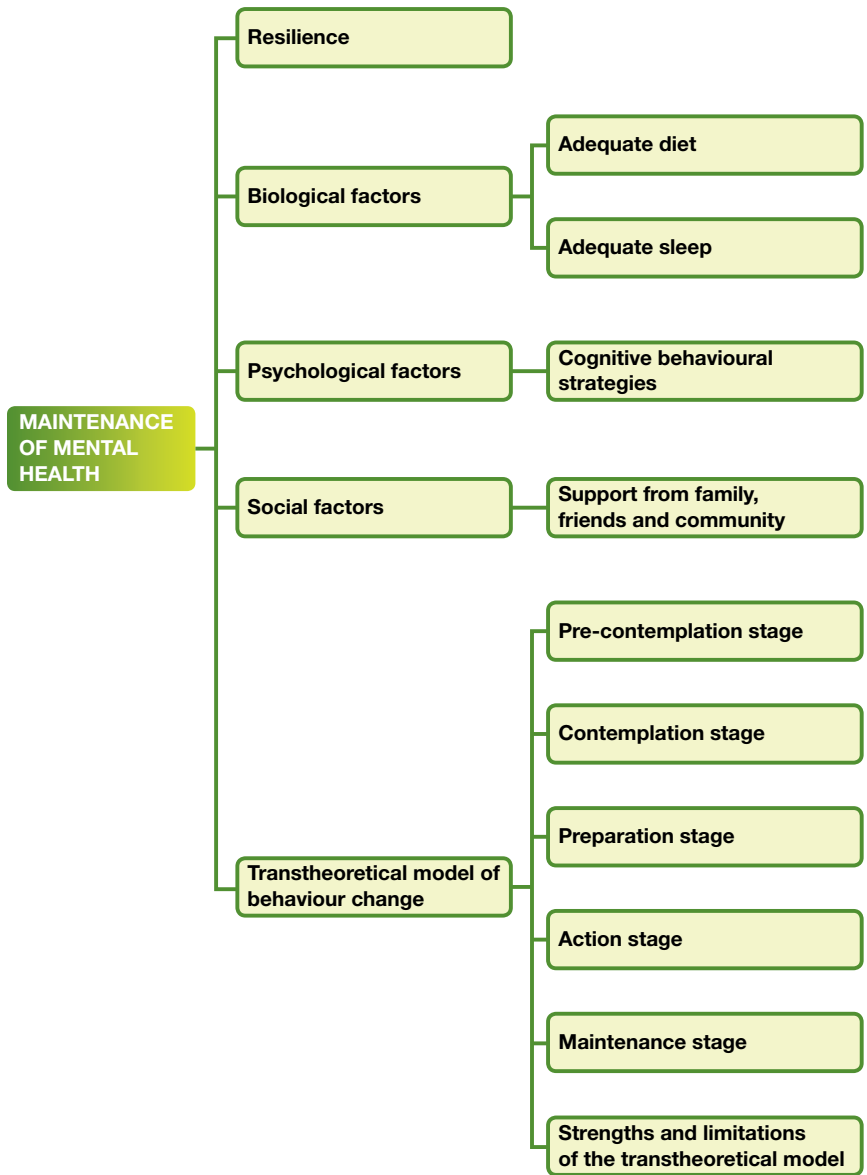 MAINTENANCE
OF MENTAL
HEALTH
Resilience
Biological factors
Adequate diet
Adequate sleep
Psychological factors
Cognitive behavioural
strategies
Social factors
Support from family,
friends and community
Transtheoretical model of
behaviour change
Pre-contemplation stage
Contemplation stage
Preparation stage
Action stage
Maintenance stage
Strengths and limitations
of the transtheoretical model